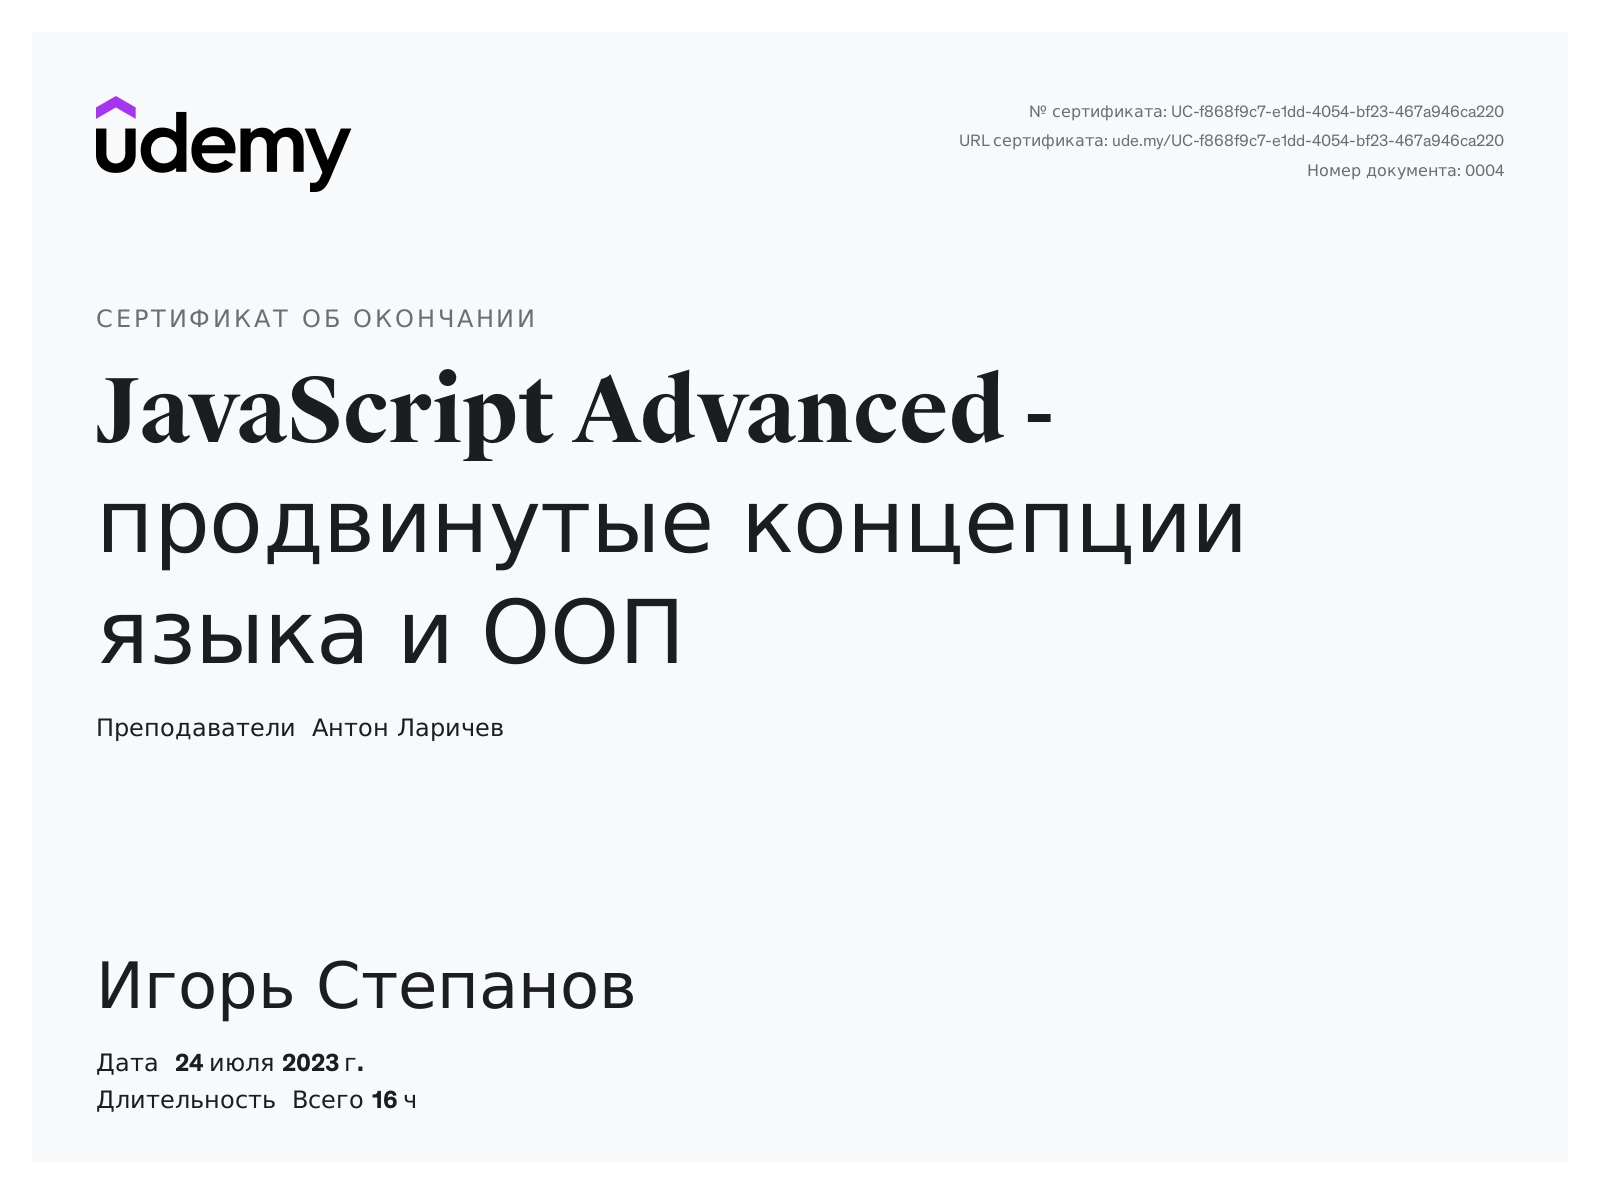 udemy
№ сертификата: UC-f868f9c7-e1dd-4054-bf23-467a946ca220
URL сертификата: ude.my/UC-f868f9c7-e1dd-4054-bf23-467a946ca220
Номер документа: 0004
СЕРТИФИКАТ ОБ ОКОНЧАНИИ
JavaScript Advanced -
продвинутые концепции
языка и ООП
Преподаватели Антон Ларичев
Игорь Степанов
Дата 24 июля 2023 г.
Длительность Всего 16 ч